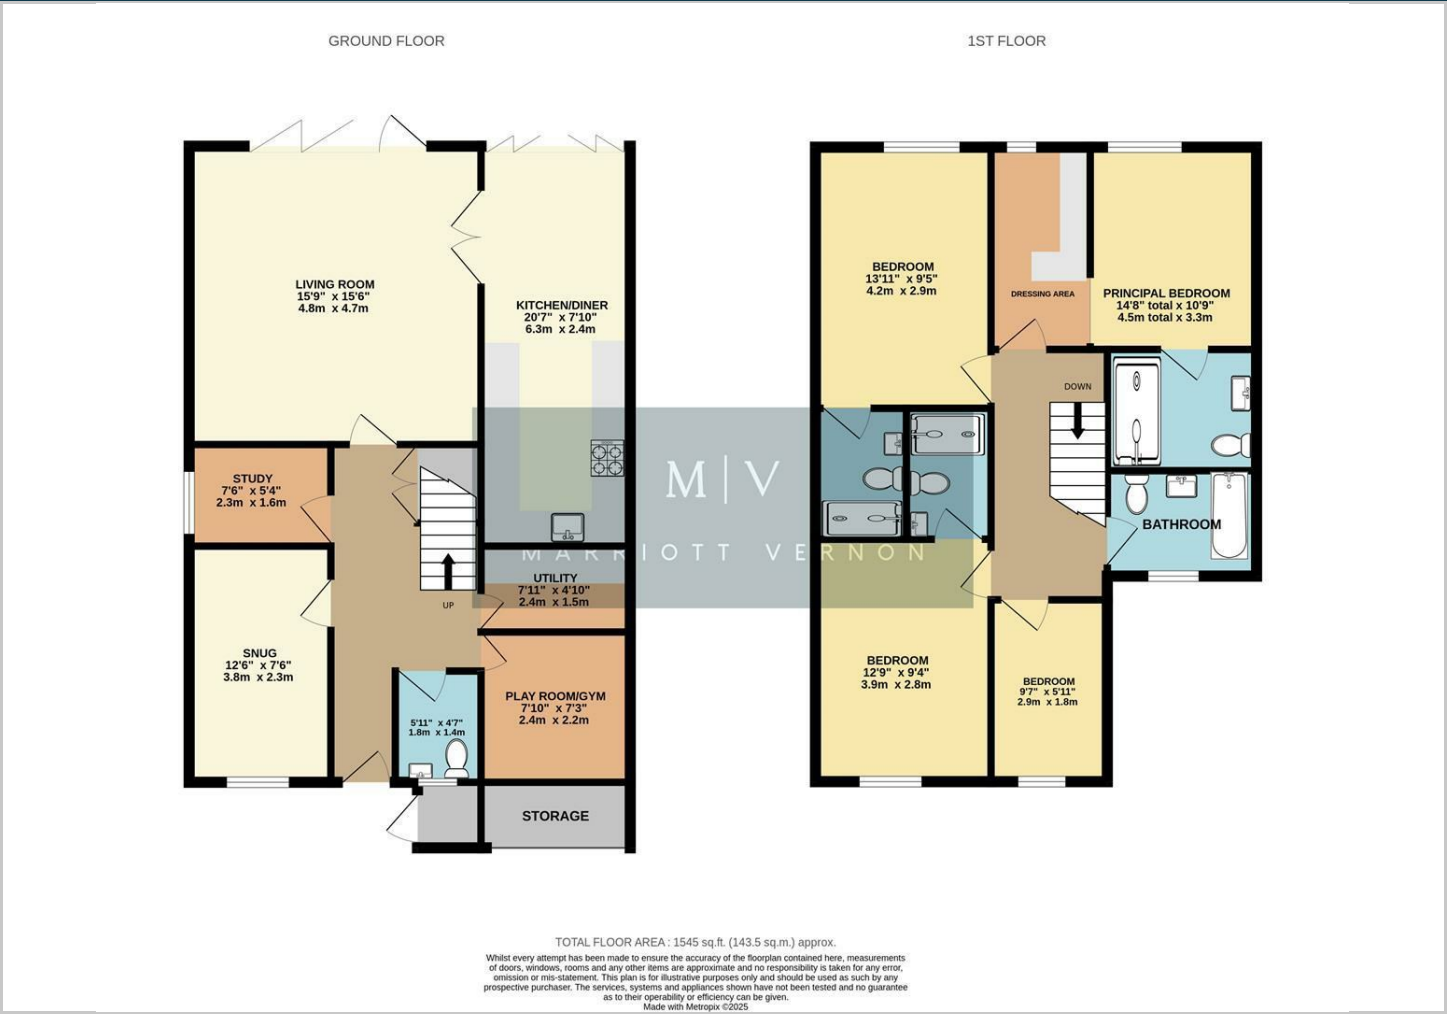 GROUND FLOOR
1ST FLOOR
LIVING ROOM
15'9" x 15'6"
4.8m x 4.7m
KITCHEN/DINER
20'7" x 7'10"
6.3m x 2.4m
STUDY
7'6" x 5'4"
2.3m x 1.6m
SNUG
12'6" x 7'6"
3.8m x 2.3m
UP
UTILITY
7'11" x 4'10"
2.4m x 1.5m
PLAY ROOM/GYM
7'10" x 7'3"
2.4m x 2.2m
5'11" x 4'7"
1.8m x 1.4m
STORAGE
BEDROOM
13'11" x 9'5"
4.2m x 2.9m
DRESSING AREA
PRINCIPAL BEDROOM
14'8" total x 10'9"
4.5m total x 3.3m
DOWN
BATHROOM
BEDROOM
12'9" x 9'4"
3.9m x 2.8m
BEDROOM
9'7" x 5'11"
2.9m x 1.8m
M|V
MARRIOTT VERNON
TOTAL FLOOR AREA : 1545 sq.ft. (143.5 sq.m.) approx.
Whilst every attempt has been made to ensure the accuracy of the floorplan contained here, measurements
of doors, windows, rooms and any other items are approximate and no responsibility is taken for any error,
omission or mis-statement. This plan is for illustrative purposes only and should be used as such by any
prospective purchaser. The services, systems and appliances shown have not been tested and no guarantee
as to their operability or efficiency can be given.
Made with Metropix ©2025